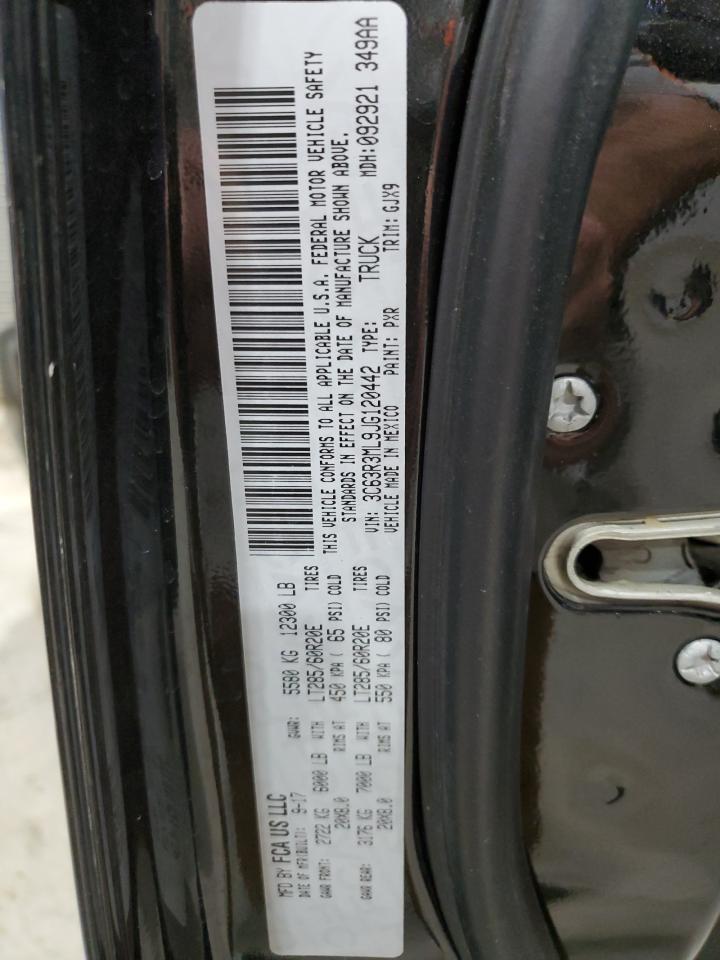 MFD BY FCA US LLC
DATE OF MFR(BUILT): 9-17 GVWR: 5580 KG 12300 LB
GAWR FRONT: 2722 KG 6000 LB WITH LT285/60R20E TIRES
20X8.0 RIMS AT 450 KPA ( 65 PSI) COLD
GAWR REAR: 3176 KG 7000 LB WITH LT285/60R20E TIRES
20X8.0 RIMS AT 550 KPA ( 80 PSI) COLD
THIS VEHICLE CONFORMS TO ALL APPLICABLE U.S.A. FEDERAL MOTOR VEHICLE SAFETY
STANDARDS IN EFFECT ON THE DATE OF MANUFACTURE SHOWN ABOVE.
VIN: 3C63R3ML9JG120442 TYPE: TRUCK MDH:092921 349AA
VEHICLE MADE IN MEXICO PAINT: PXR TRIM: GJX9